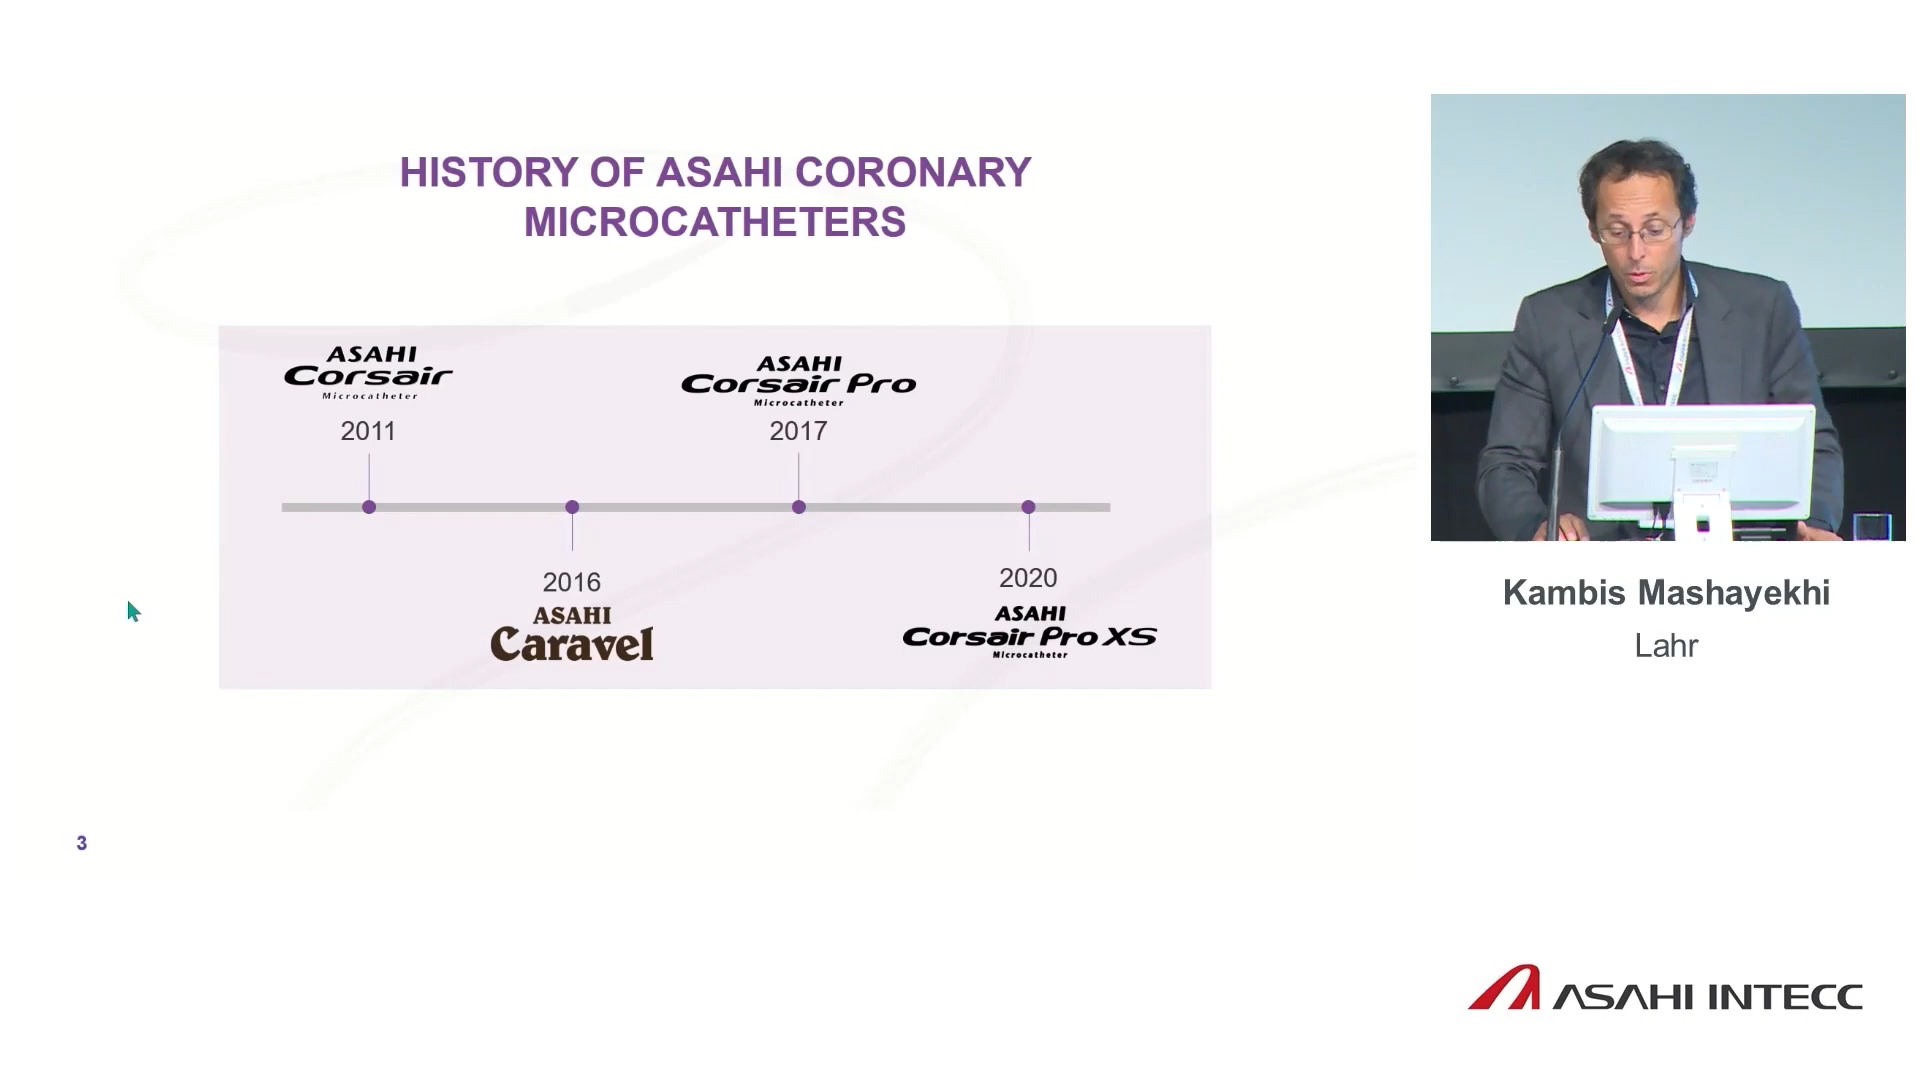 HISTORY OF ASAHI CORONARY
MICROCATHETERS
ASAHI
Corsair
Microcatheter
2011
ASAHI
Corsair Pro
Microcatheter
2017
2016
ASAHI
Caravel
2020
ASAHI
Corsair Pro XS
Microcatheter
3
Kambis Mashayekhi
Lahr
ASAHI INTECC